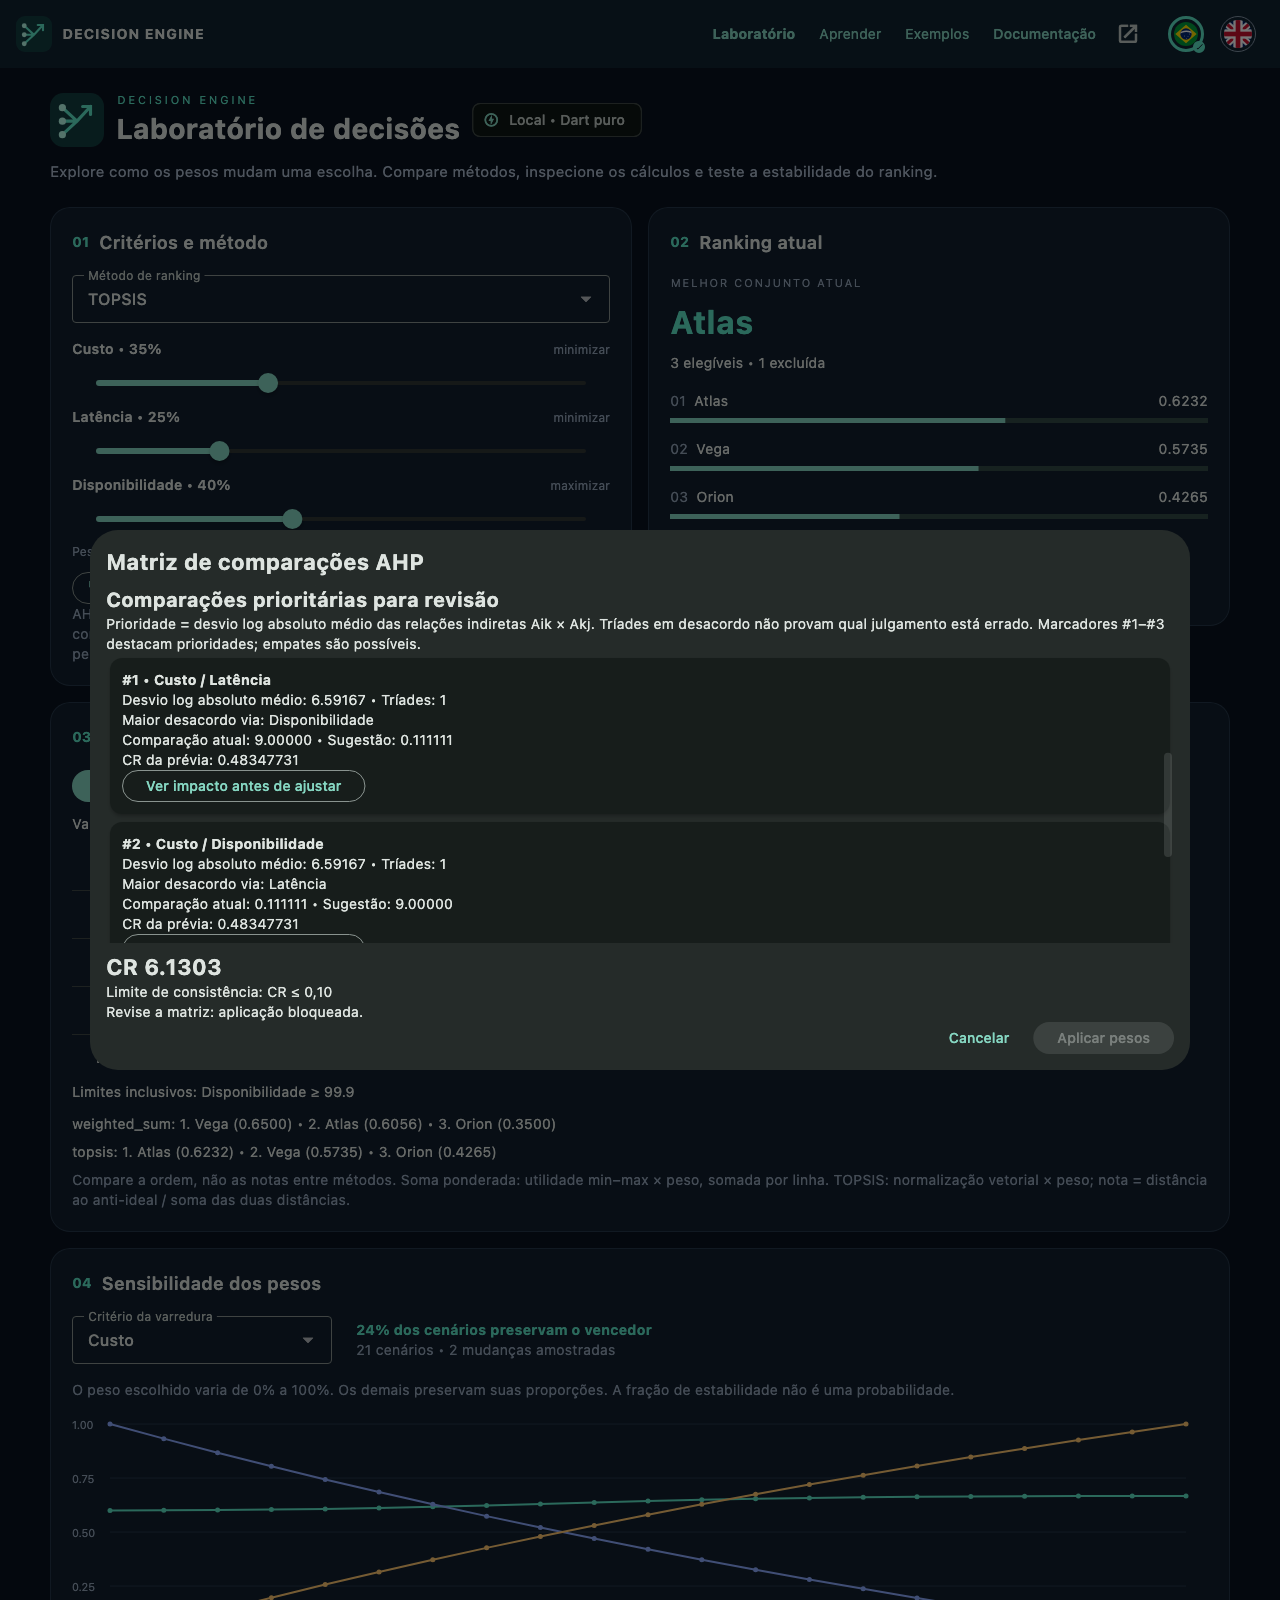 DECISION ENGINE
Laboratório
Aprender
Exemplos
Documentação
DECISION ENGINE
Laboratório de decisões
Local • Dart puro
Explore como os pesos mudam uma escolha. Compare métodos, inspecione os cálculos e teste a estabilidade do ranking.
01 Critérios e método
Método de ranking
TOPSIS
Custo • 35%
minimizar
Latência • 25%
minimizar
Disponibilidade • 40%
maximizar
02 Ranking atual
MELHOR CONJUNTO ATUAL
Atlas
3 elegíveis • 1 excluída
01 Atlas
0.6232
02 Vega
0.5735
03 Orion
0.4265
Matriz de comparações AHP
Comparações prioritárias para revisão
Prioridade = desvio log absoluto médio das relações indiretas Aik × Akj. Tríades em desacordo não provam qual julgamento está errado. Marcadores #1–#3
destacam prioridades; empates são possíveis.
#1 • Custo / Latência
Desvio log absoluto médio: 6.59167 • Tríades: 1
Maior desacordo via: Disponibilidade
Comparação atual: 9.00000 • Sugestão: 0.111111
CR da prévia: 0.48347731
Ver impacto antes de ajustar
#2 • Custo / Disponibilidade
Desvio log absoluto médio: 6.59167 • Tríades: 1
Maior desacordo via: Latência
Comparação atual: 0.111111 • Sugestão: 9.00000
CR da prévia: 0.48347731
CR 6.1303
Limite de consistência: CR ≤ 0,10
Revise a matriz: aplicação bloqueada.
Cancelar
Aplicar pesos
03
Limites inclusivos: Disponibilidade ≥ 99.9
weighted_sum: 1. Vega (0.6500) • 2. Atlas (0.6056) • 3. Orion (0.3500)
topsis: 1. Atlas (0.6232) • 2. Vega (0.5735) • 3. Orion (0.4265)
Compare a ordem, não as notas entre métodos. Soma ponderada: utilidade min–max × peso, somada por linha. TOPSIS: normalização vetorial × peso; nota = distância
ao anti-ideal / soma das duas distâncias.
04 Sensibilidade dos pesos
Critério da varredura
Custo
24% dos cenários preservam o vencedor
21 cenários • 2 mudanças amostradas
O peso escolhido varia de 0% a 100%. Os demais preservam suas proporções. A fração de estabilidade não é uma probabilidade.
1.00
0.75
0.50
0.25